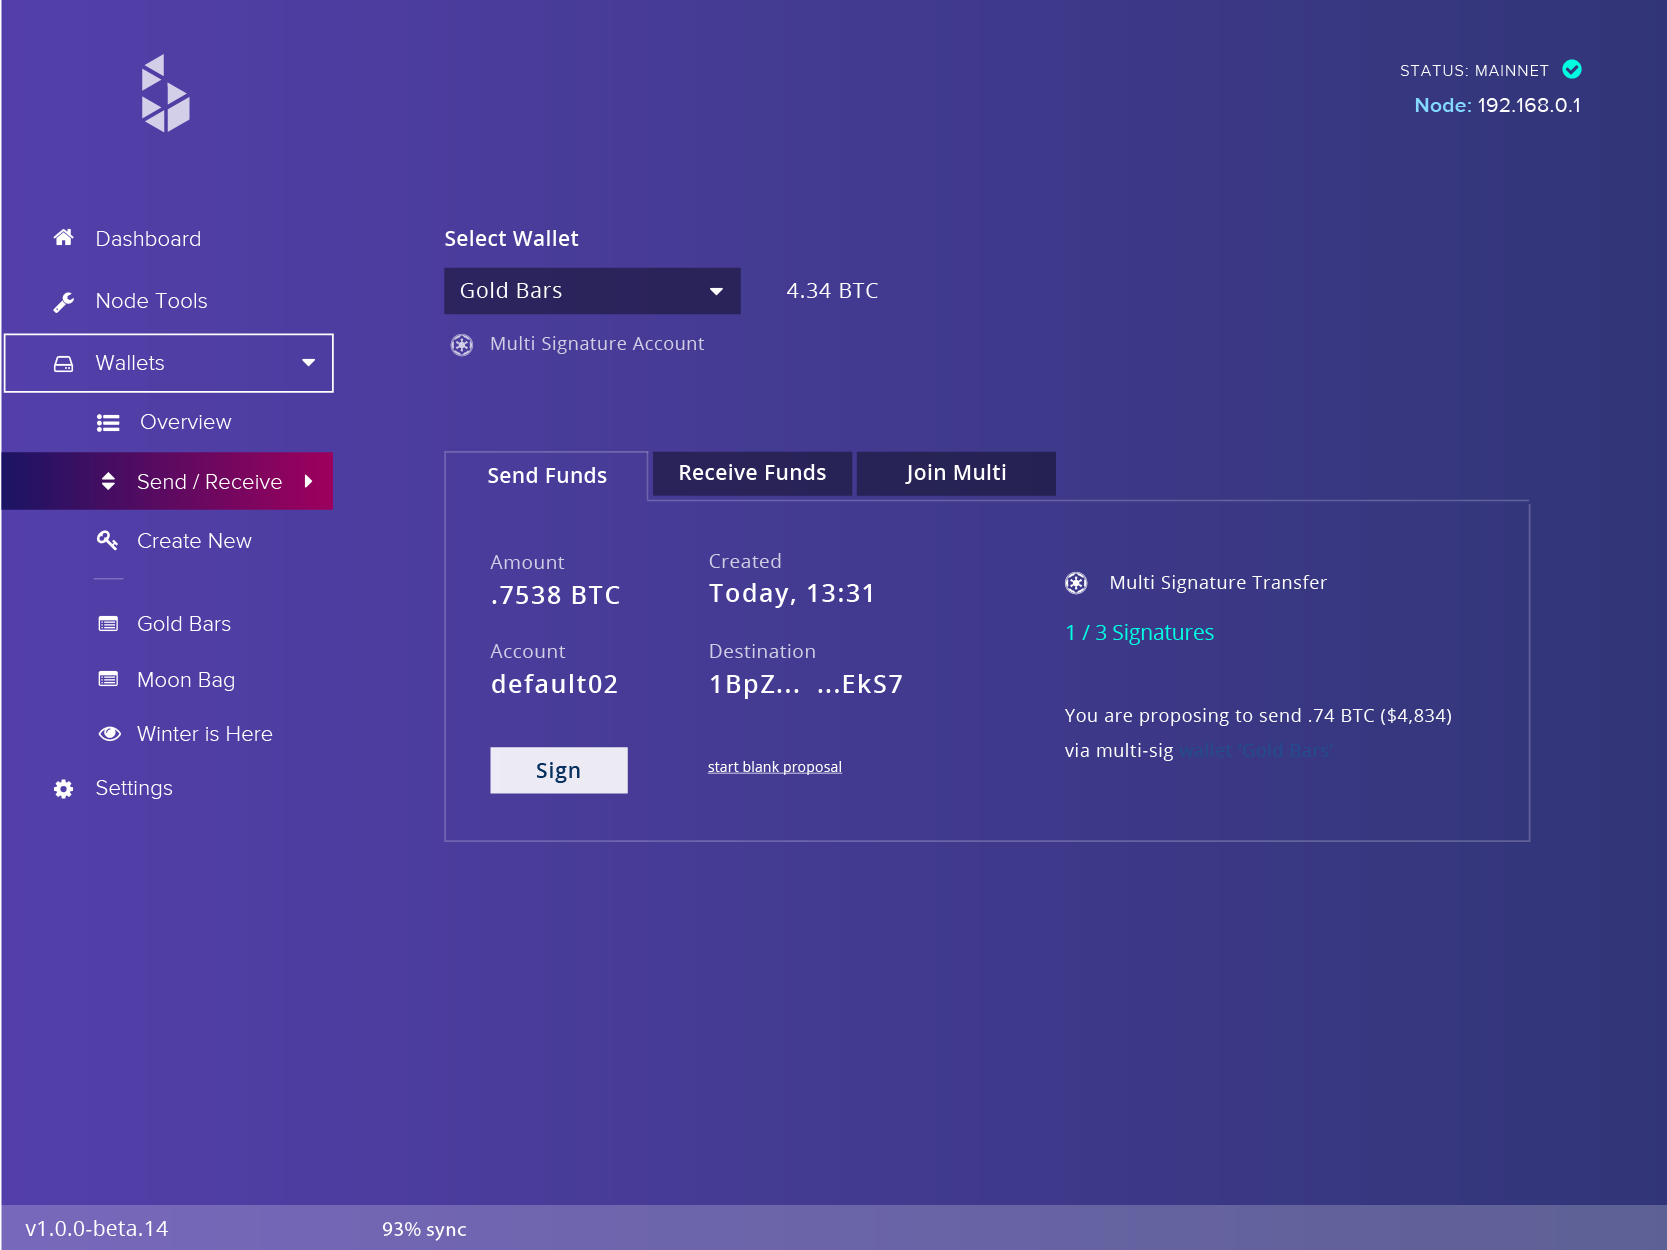 STATUS: MAINNET
Node: 192.168.0.1
Dashboard
Node Tools
Wallets
Overview
Send / Receive
Create New
Gold Bars
Moon Bag
Winter is Here
Settings
Select Wallet
Gold Bars
4.34 BTC
Multi Signature Account
Send Funds
Receive Funds
Join Multi
Amount
.7538 BTC
Created
Today, 13:31
Account
default02
Destination
1BpZ... ...EkS7
Sign
start blank proposal
Multi Signature Transfer
1 / 3 Signatures
You are proposing to send .74 BTC ($4,834)
via multi-sig wallet 'Gold Bars'
v1.0.0-beta.14
93% sync